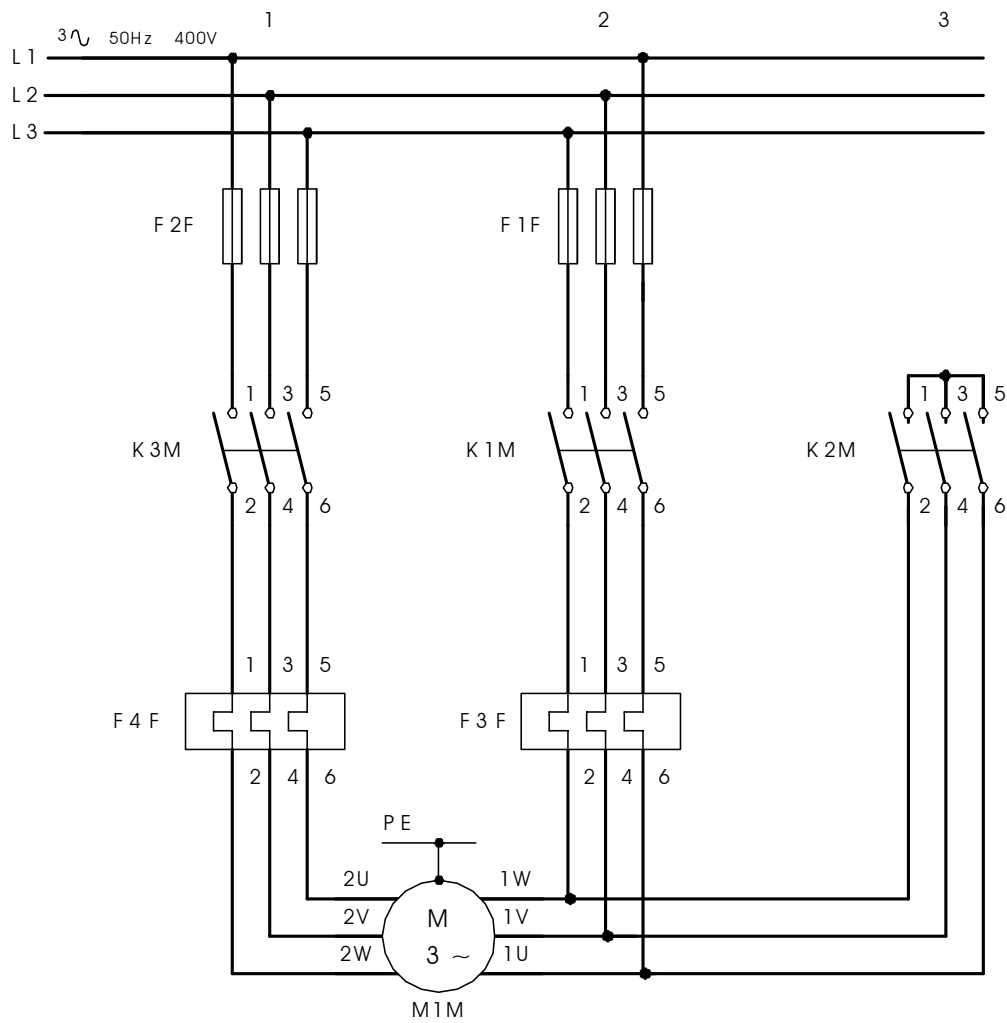 1 2 3
3∿ 50Hz 400V
L1
L2
L3
F2F F1F
1 3 5 1 3 5 1 3 5
K3M K1M K2M
2 4 6 2 4 6 2 4 6
1 3 5 1 3 5
F4F F3F
2 4 6 2 4 6
PE
2U 1W
2V M 1V
2W 3 ~ 1U
M1M